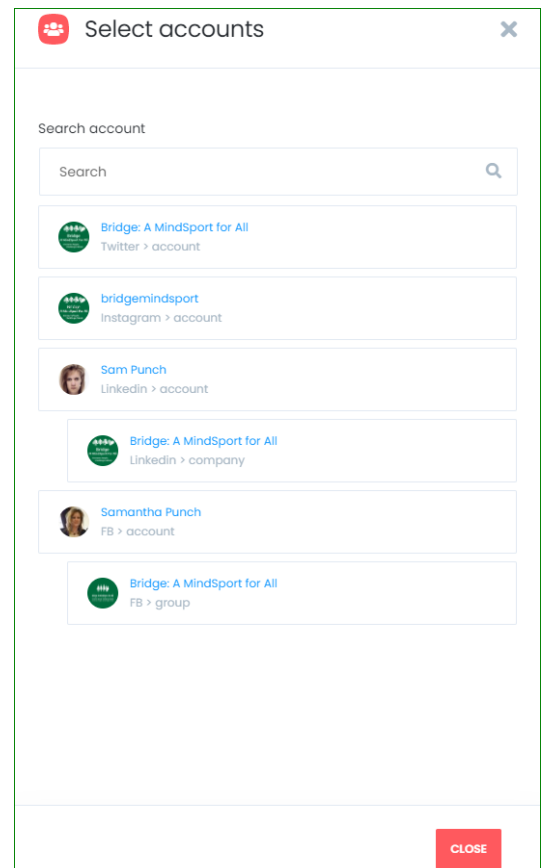 Select accounts
Search account
Search
Bridge: A MindSport for All
Twitter > account
bridgemindsport
Instagram > account
Sam Punch
Linkedin > account
Bridge: A MindSport for All
Linkedin > company
Samantha Punch
FB > account
Bridge: A MindSport for All
FB > group
CLOSE